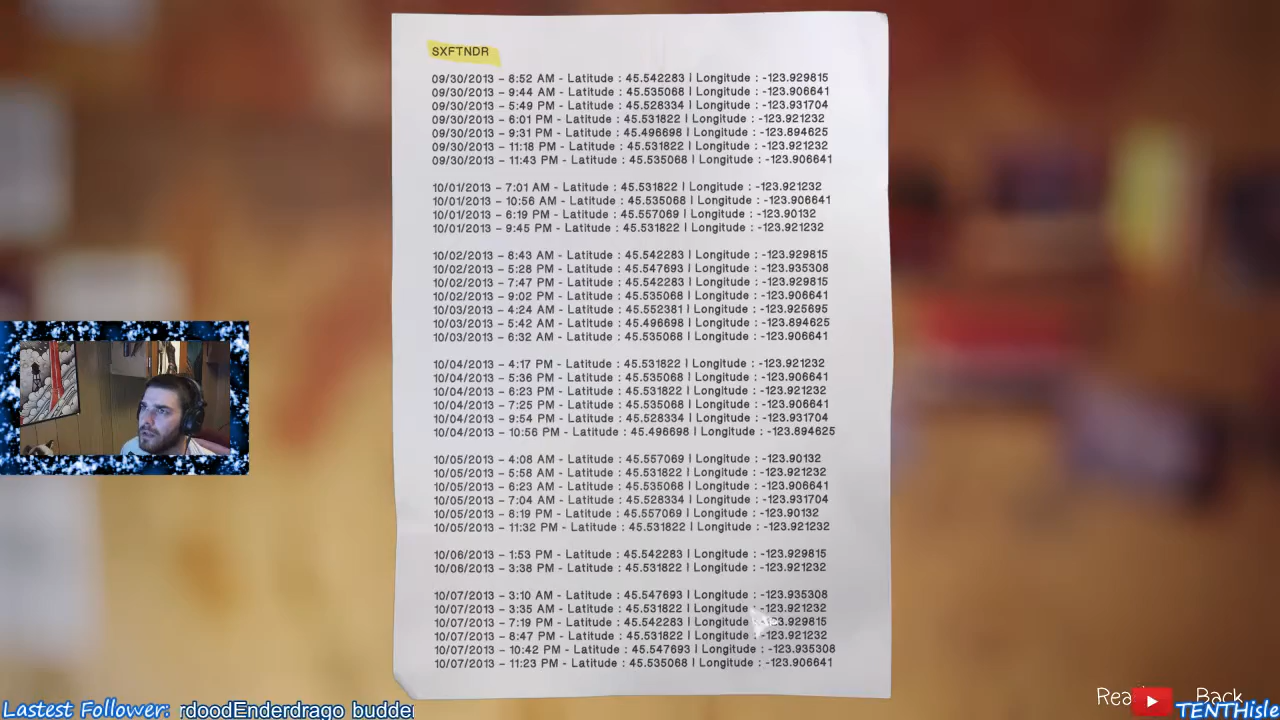 SXFTNDR
09/30/2013 - 8:52 AM - Latitude : 45.542283 | Longitude : -123.929815
09/30/2013 - 9:44 AM - Latitude : 45.535068 | Longitude : -123.906641
09/30/2013 - 5:49 PM - Latitude : 45.528334 | Longitude : -123.931704
09/30/2013 - 6:01 PM - Latitude : 45.531822 | Longitude : -123.921232
09/30/2013 - 9:31 PM - Latitude : 45.496698 | Longitude : -123.894625
09/30/2013 - 11:18 PM - Latitude : 45.531822 | Longitude : -123.921232
09/30/2013 - 11:43 PM - Latitude : 45.535068 | Longitude : -123.906641
10/01/2013 - 7:01 AM - Latitude : 45.531822 | Longitude : -123.921232
10/01/2013 - 10:56 AM - Latitude : 45.535068 | Longitude : -123.906641
10/01/2013 - 6:19 PM - Latitude : 45.557069 | Longitude : -123.90132
10/01/2013 - 9:45 PM - Latitude : 45.531822 | Longitude : -123.921232
10/02/2013 - 8:43 AM - Latitude : 45.542283 | Longitude : -123.929815
10/02/2013 - 5:28 PM - Latitude : 45.547693 | Longitude : -123.935308
10/02/2013 - 7:47 PM - Latitude : 45.542283 | Longitude : -123.929815
10/02/2013 - 9:02 PM - Latitude : 45.535068 | Longitude : -123.906641
10/03/2013 - 4:24 AM - Latitude : 45.552381 | Longitude : -123.925695
10/03/2013 - 5:42 AM - Latitude : 45.496698 | Longitude : -123.894625
10/03/2013 - 6:32 AM - Latitude : 45.535068 | Longitude : -123.906641
10/04/2013 - 4:17 PM - Latitude : 45.531822 | Longitude : -123.921232
10/04/2013 - 5:36 PM - Latitude : 45.535068 | Longitude : -123.906641
10/04/2013 - 6:23 PM - Latitude : 45.531822 | Longitude : -123.921232
10/04/2013 - 7:25 PM - Latitude : 45.535068 | Longitude : -123.906641
10/04/2013 - 9:54 PM - Latitude : 45.528334 | Longitude : -123.931704
10/04/2013 - 10:56 PM - Latitude : 45.496698 | Longitude : -123.894625
10/05/2013 - 4:08 AM - Latitude : 45.557069 | Longitude : -123.90132
10/05/2013 - 5:58 AM - Latitude : 45.531822 | Longitude : -123.921232
10/05/2013 - 6:23 AM - Latitude : 45.535068 | Longitude : -123.906641
10/05/2013 - 7:04 AM - Latitude : 45.528334 | Longitude : -123.931704
10/05/2013 - 8:19 PM - Latitude : 45.557069 | Longitude : -123.90132
10/05/2013 - 11:32 PM - Latitude : 45.531822 | Longitude : -123.921232
10/06/2013 - 1:53 PM - Latitude : 45.542283 | Longitude : -123.929815
10/06/2013 - 3:38 PM - Latitude : 45.531822 | Longitude : -123.921232
10/07/2013 - 3:10 AM - Latitude : 45.547693 | Longitude : -123.935308
10/07/2013 - 3:35 AM - Latitude : 45.531822 | Longitude : -123.921232
10/07/2013 - 7:19 PM - Latitude : 45.542283 | Longitude : 3.929815
10/07/2013 - 8:47 PM - Latitude : 45.531822 | Longitude : -123.921232
10/07/2013 - 10:42 PM - Latitude : 45.547693 | Longitude : -123.935308
10/07/2013 - 11:23 PM - Latitude : 45.535068 | Longitude : -123.906641
Back
Lastest Follower: rdoodEnderdrago budder
TENTHisle